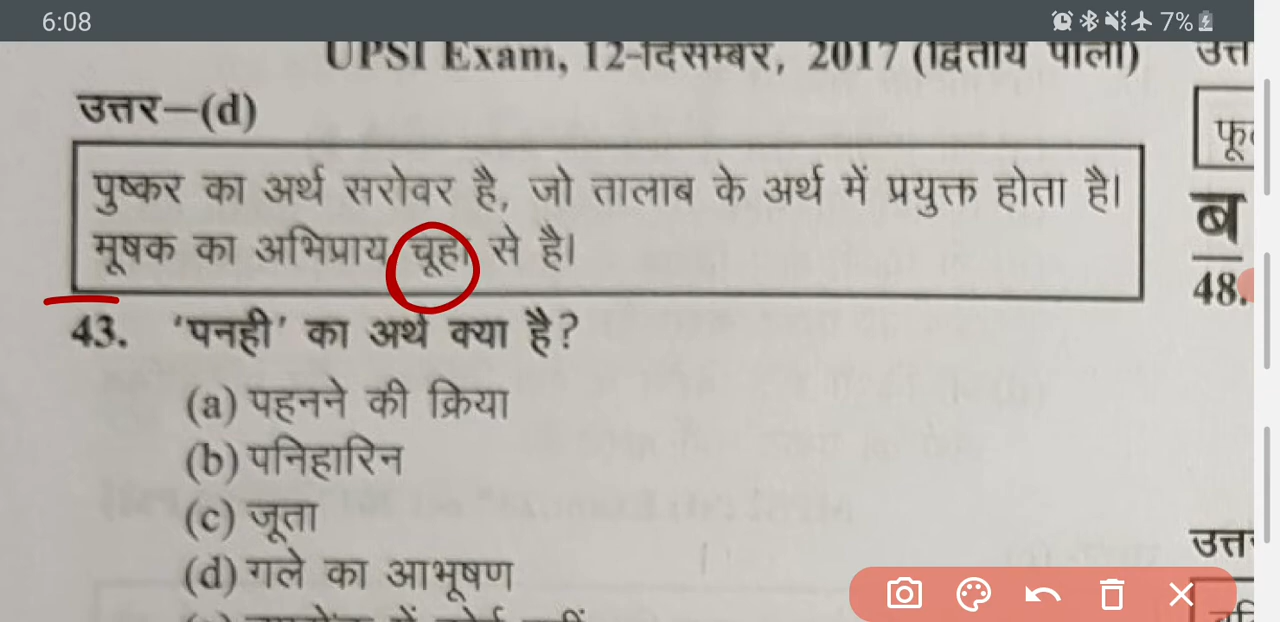 6:08
7%
UPSI Exam, 12-दिसम्बर, 2017 (द्वितीय पाली)
उत्तर–(d)
पुष्कर का अर्थ सरोवर है, जो तालाब के अर्थ में प्रयुक्त होता है।
मूषक का अभिप्राय चूहा से है।
43. 'पनही' का अर्थ क्या है?
(a) पहनने की क्रिया
(b) पनिहारिन
(c) जूता
(d) गले का आभूषण
ब
48.